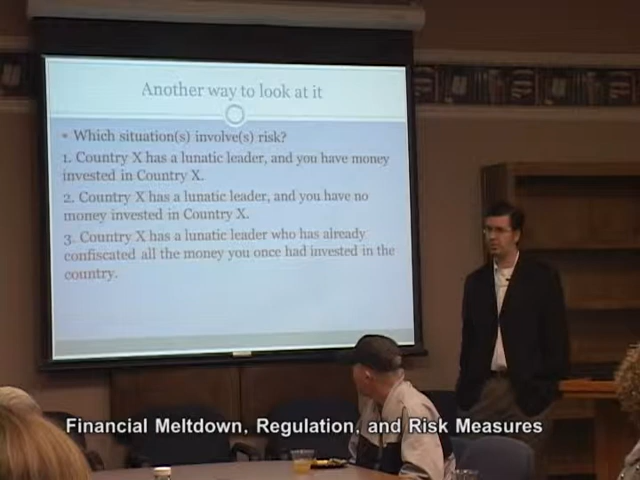 Another way to look at it
Which situation(s) involve(s) risk?
1. Country X has a lunatic leader, and you have money
invested in Country X.
2. Country X has a lunatic leader, and you have no
money invested in Country X.
3. Country X has a lunatic leader who has already
confiscated all the money you once had invested in the
country.
Financial Meltdown, Regulation, and Risk Measures